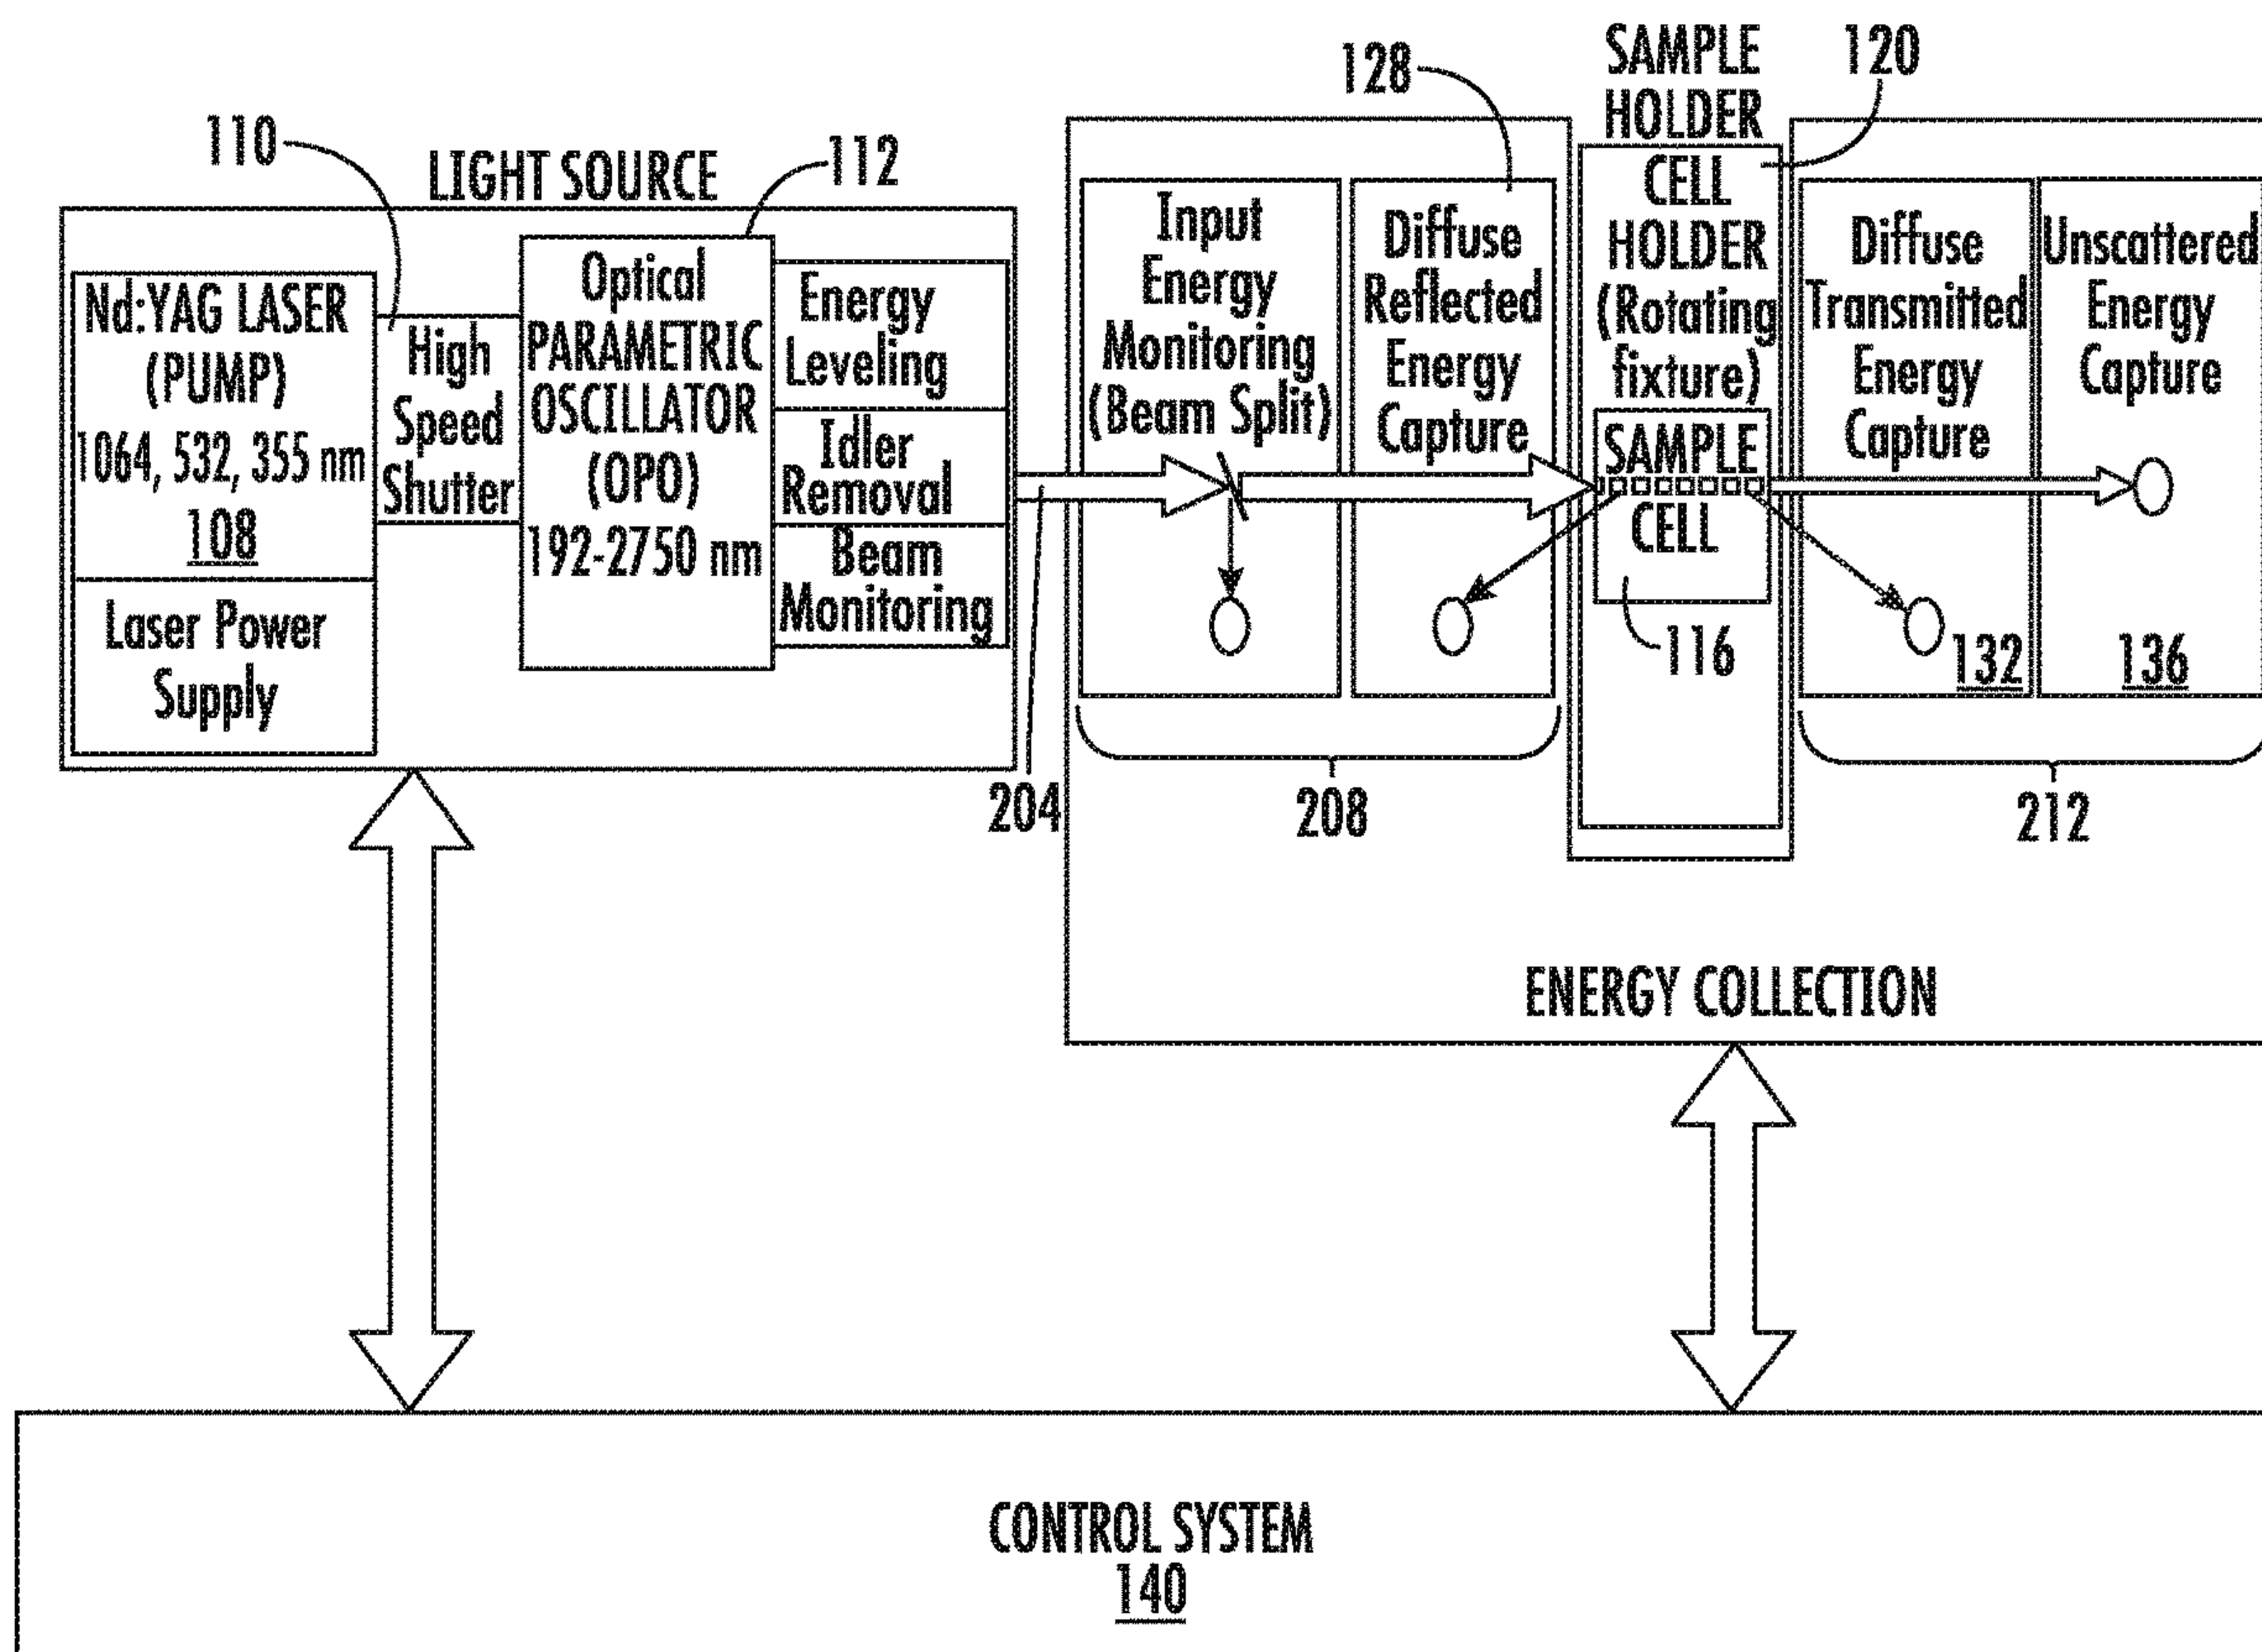 110
LIGHT SOURCE
112
Nd:YAG LASER
(PUMP)
1064, 532, 355 nm
108
Laser Power
Supply
High
Speed
Shutter
Optical
PARAMETRIC
OSCILLATOR
(OPO)
192-2750 nm
Energy
Leveling
Idler
Removal
Beam
Monitoring
204
Input
Energy
Monitoring
(Beam Split)
128
Diffuse
Reflected
Energy
Capture
208
SAMPLE
HOLDER
120
CELL
HOLDER
(Rotating
fixture)
SAMPLE
CELL
116
Diffuse
Transmitted
Energy
Capture
132
Unscattered
Energy
Capture
136
212
ENERGY COLLECTION
CONTROL SYSTEM
140